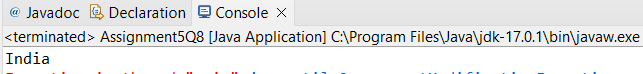 @ Javadoc Declaration Console
<terminated> Assignment5Q8 [Java Application] C:\Program Files\Java\jdk-17.0.1\bin\javaw.exe
India